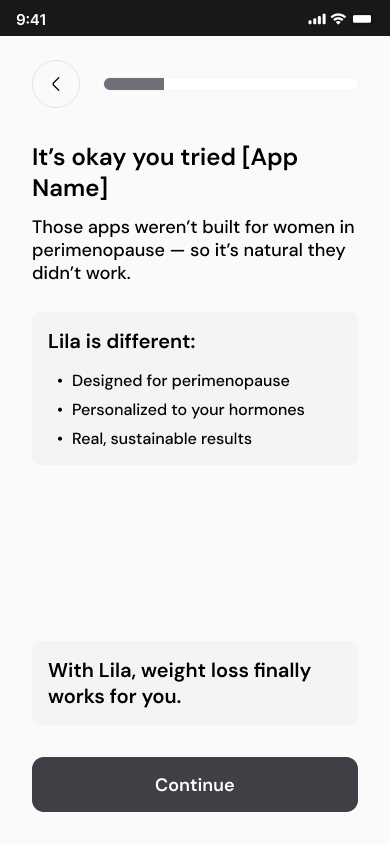 9:41
It’s okay you tried [App
Name]
Those apps weren’t built for women in
perimenopause — so it’s natural they
didn’t work.
Lila is different:
• Designed for perimenopause
• Personalized to your hormones
• Real, sustainable results
With Lila, weight loss finally
works for you.
Continue